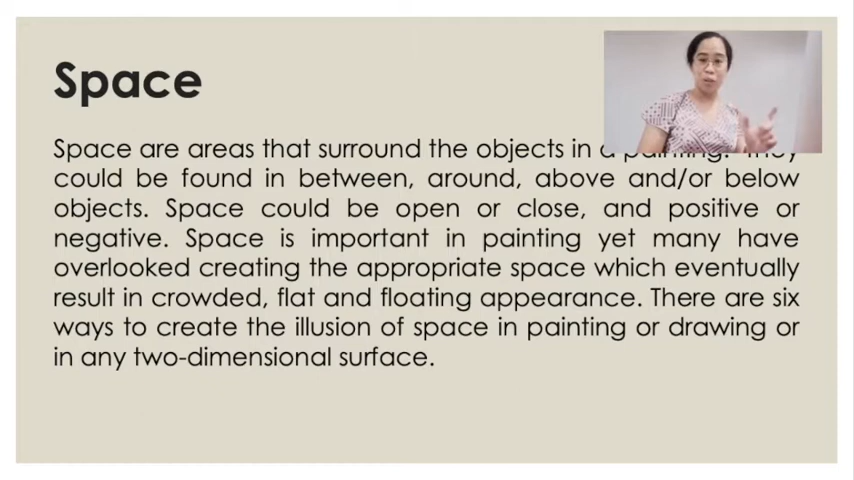 Space
Space are areas that surround the objects in a painting. They
could be found in between, around, above and/or below
objects. Space could be open or close, and positive or
negative. Space is important in painting yet many have
overlooked creating the appropriate space which eventually
result in crowded, flat and floating appearance. There are six
ways to create the illusion of space in painting or drawing or
in any two-dimensional surface.